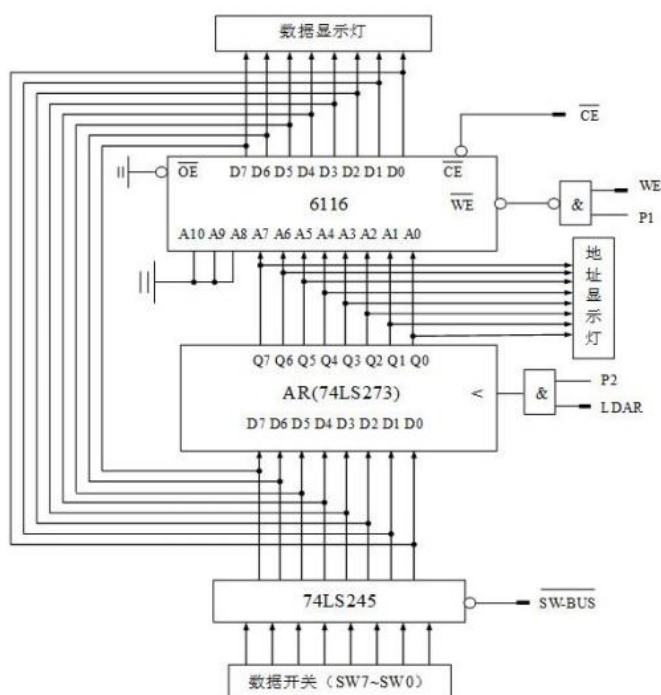 数据显示灯
CE
OE D7 D6 D5 D4 D3 D2 D1 D0 CE
6116
WE
& WE
P1
A10 A9 A8 A7 A6 A5 A4 A3 A2 A1 A0
地址显示灯
Q7 Q6 Q5 Q4 Q3 Q2 Q1 Q0
AR(74LS273)
<
& P2
LDAR
D7 D6 D5 D4 D3 D2 D1 D0
74LS245
SW-BUS
数据开关（SW7~SW0）